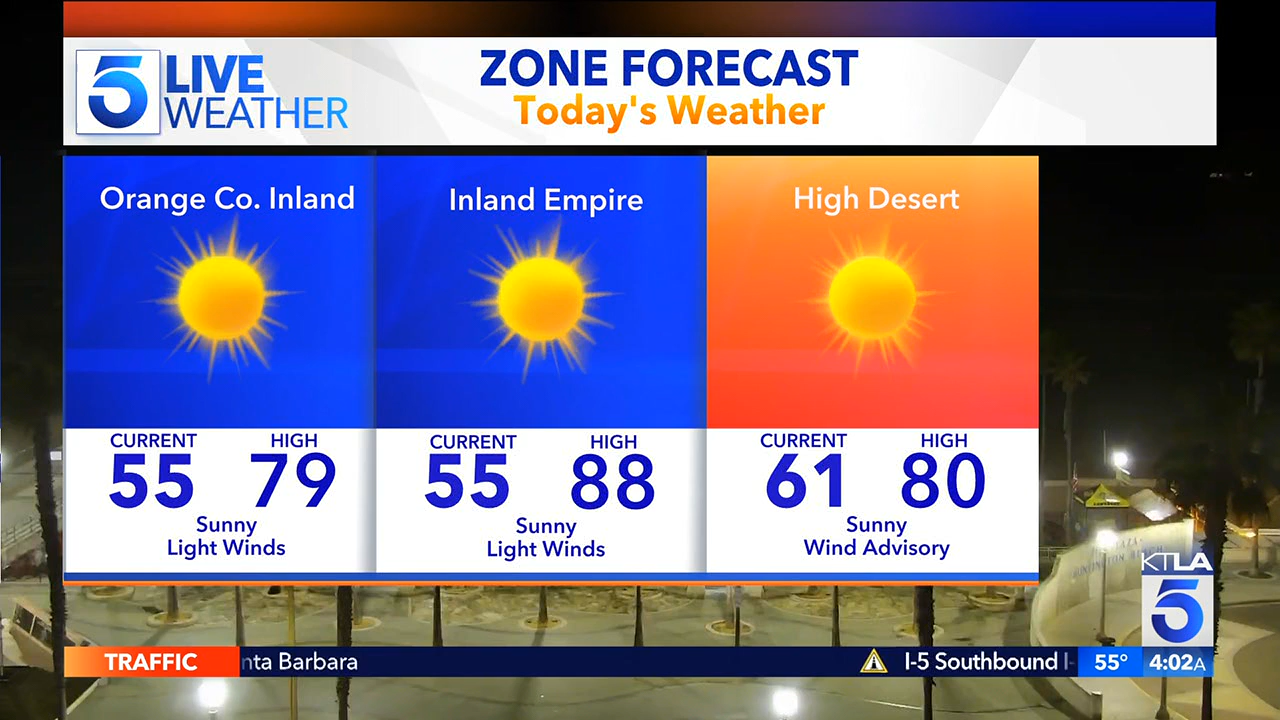 5 LIVE
WEATHER
ZONE FORECAST
Today's Weather
Orange Co. Inland
CURRENT HIGH
55 79
Sunny
Light Winds
Inland Empire
CURRENT HIGH
55 88
Sunny
Light Winds
High Desert
CURRENT HIGH
61 80
Sunny
Wind Advisory
KTLA
5
TRAFFIC nta Barbara I-5 Southbound I- 55° 4:02A